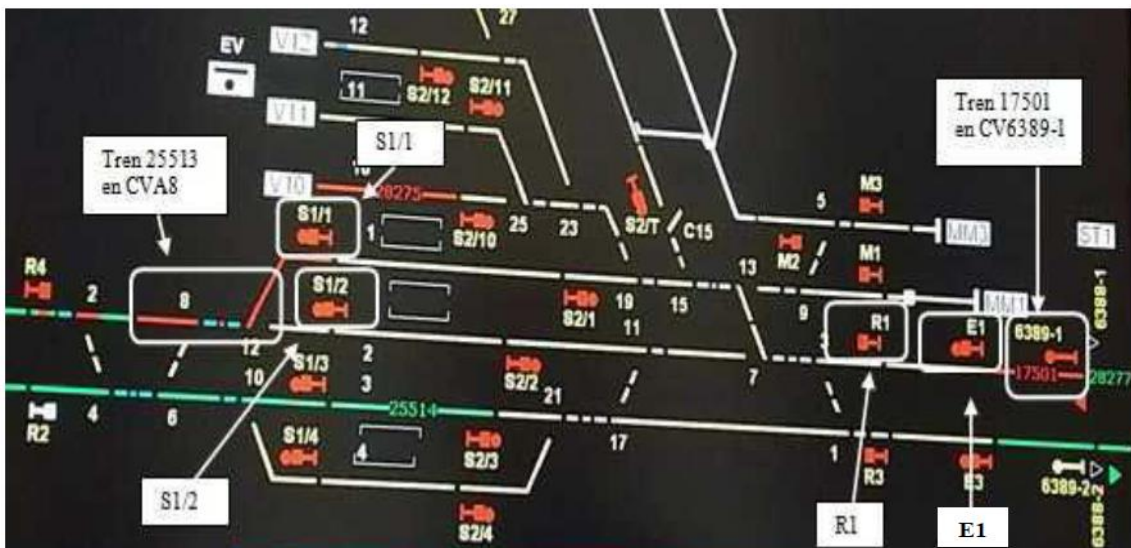 27
12
EV
V12
S2/12
S2/11
11
V11
Tren 17501
en CV6389-1
S1/1
Tren 25513
en CVA8
V10
28275
S1/1
1
S2/10
25
23
S2/T
C15
5
M3
M2
M1
MM3
ST1
6388-1
R4
2
8
S1/2
S2/1
19
11
15
13
9
MM1
R1
E1
6389-1
17501
28277
12
10
S1/3
2
3
S2/2
21
7
R2
4
6
25514
S1/4
4
S2/3
17
1
R3
E3
6389-2
6388-2
S1/2
S2/4
R1
E1